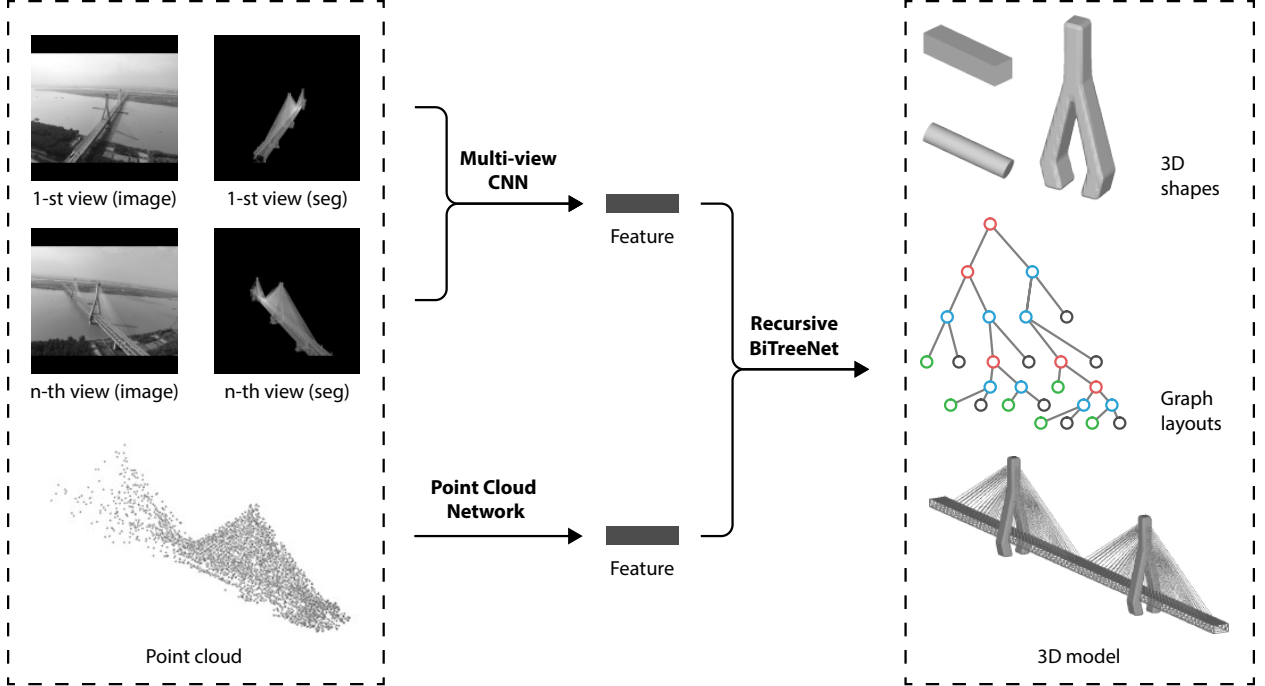 1-st view (image)
1-st view (seg)
n-th view (image)
n-th view (seg)
Point cloud
Multi-view
CNN
Feature
Point Cloud
Network
Feature
Recursive
BiTreeNet
3D
shapes
Graph
layouts
3D model